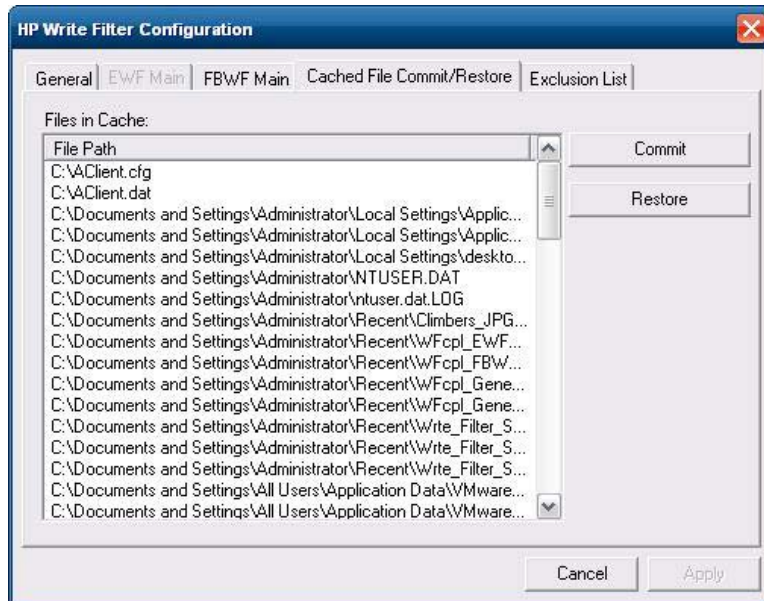 HP Write Filter Configuration
General EWF Main FBWF Main Cached File Commit/Restore Exclusion List
Files in Cache:
File Path
Commit
C:\AClient.cfg
C:\AClient.dat
Restore
C:\Documents and Settings\Administrator\Local Settings\Applic...
C:\Documents and Settings\Administrator\Local Settings\Applic...
C:\Documents and Settings\Administrator\Local Settings\deskto...
C:\Documents and Settings\Administrator\NTUSER.DAT
C:\Documents and Settings\Administrator\ntuser.dat.LOG
C:\Documents and Settings\Administrator\Recent\Climbers_JPG...
C:\Documents and Settings\Administrator\Recent\WFcpl_EWF...
C:\Documents and Settings\Administrator\Recent\WFcpl_FBW...
C:\Documents and Settings\Administrator\Recent\WFcpl_Gene...
C:\Documents and Settings\Administrator\Recent\WFcpl_Gene...
C:\Documents and Settings\Administrator\Recent\Wrte_Filter_S...
C:\Documents and Settings\Administrator\Recent\Wrte_Filter_S...
C:\Documents and Settings\Administrator\Recent\Wrte_Filter_S...
C:\Documents and Settings\All Users\Application Data\VMware...
C:\Documents and Settings\All Users\Application Data\VMware...
Cancel Apply